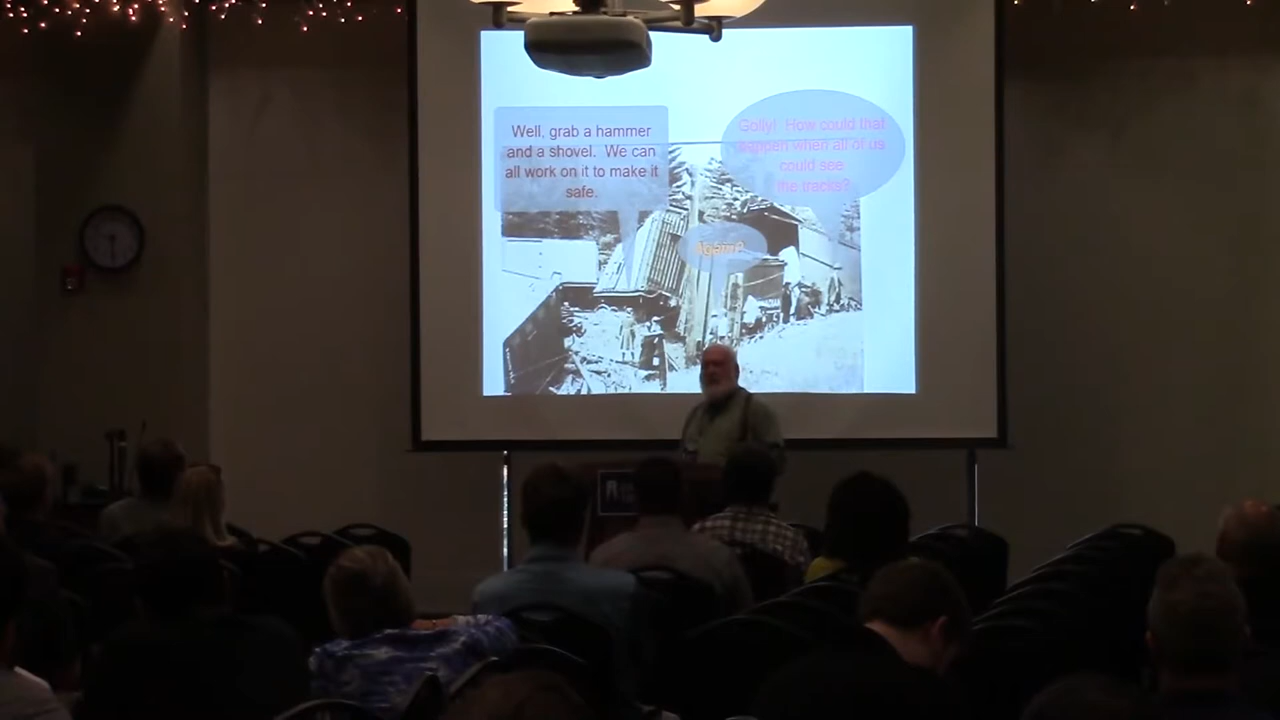 Well, grab a hammer
and a shovel. We can
all work on it to make it
safe.
Golly! How could that
happen when all of us
could see
the tracks?
Again?